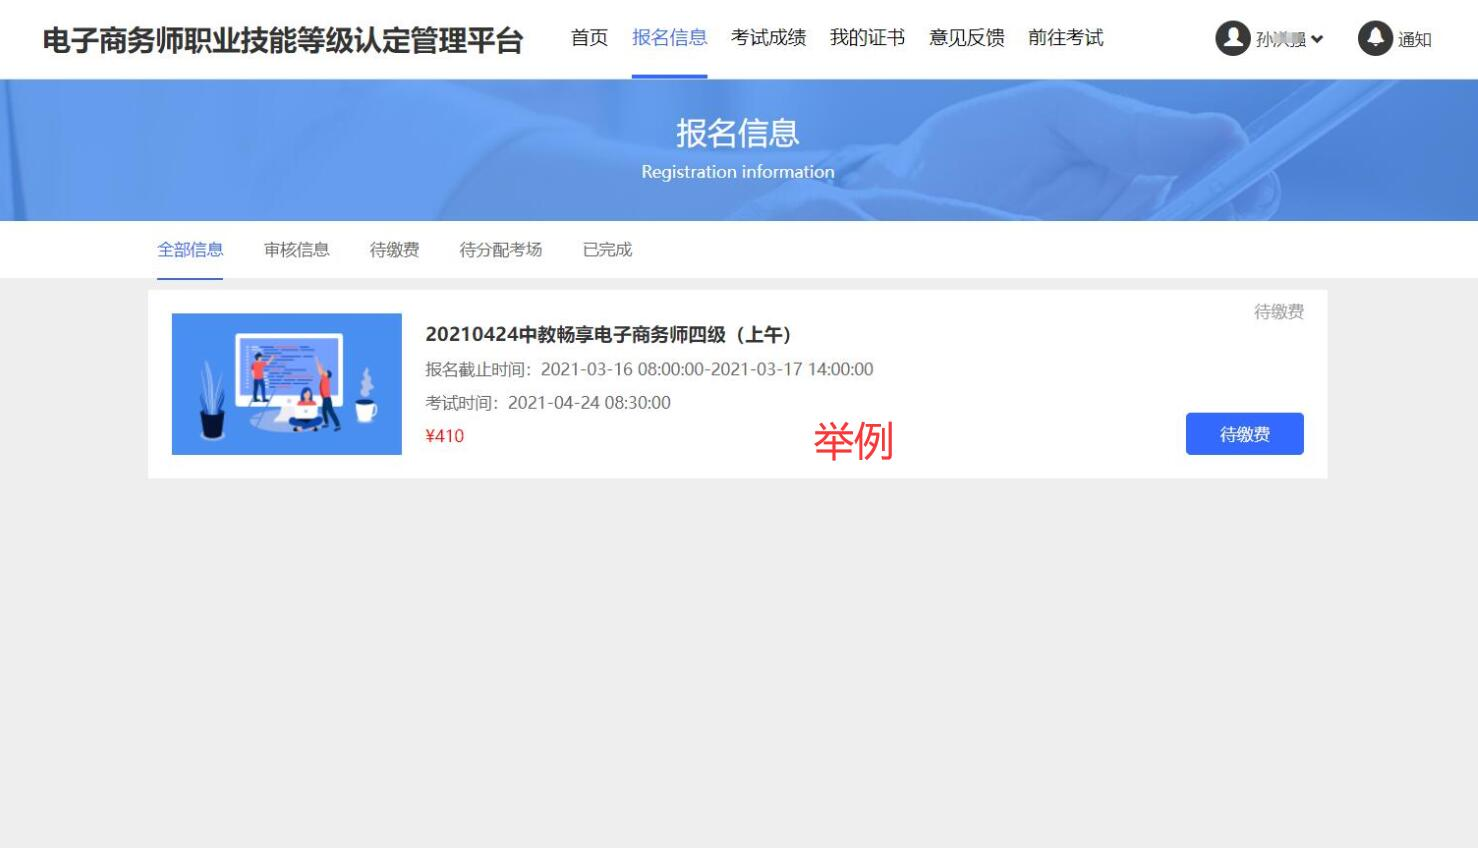 电子商务师职业技能等级认定管理平台
首页 报名信息 考试成绩 我的证书 意见反馈 前往考试
孙 强 通知
报名信息
Registration information
全部信息 审核信息 待缴费 待分配考场 已完成
待缴费
20210424中教畅享电子商务师四级（上午）
报名截止时间：2021-03-16 08:00:00-2021-03-17 14:00:00
考试时间：2021-04-24 08:30:00
¥410
举例
待缴费